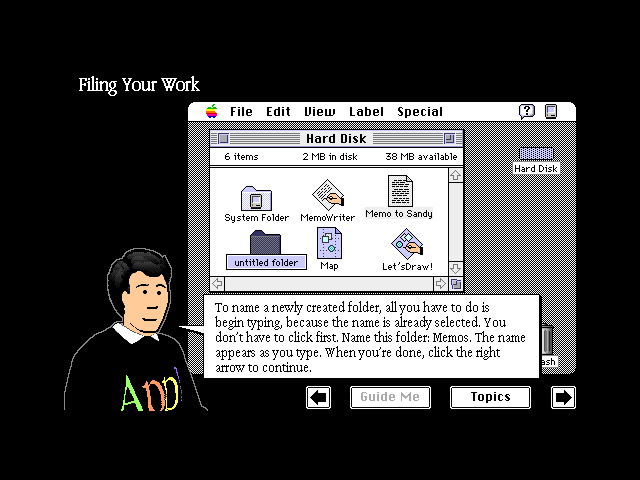 Filing Your Work
File Edit View Label Special
Hard Disk
6 items 2 MB in disk 38 MB available
Hard Disk
System Folder MemoWriter Memo to Sandy
untitled folder Map Let'sDraw!
To name a newly created folder, all you have to do is
begin typing, because the name is already selected. You
don't have to click first. Name this folder: Memos. The name
appears as you type. When you're done, click the right
arrow to continue.
ash
App
Guide Me Topics